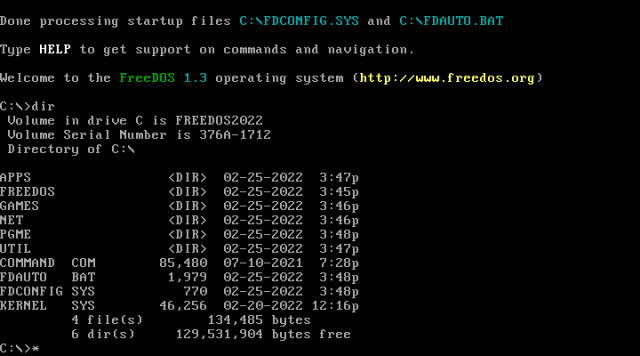 Done processing startup files C:\FDCONFIG.SYS and C:\FDAUTO.BAT
Type HELP to get support on commands and navigation.
Welcome to the FreeDOS 1.3 operating system (http://www.freedos.org)
C:\>dir
 Volume in drive C is FREEDOS2022
 Volume Serial Number is 376A-1712
 Directory of C:\
APPS                 <DIR>  02-25-2022  3:47p
FREEDOS              <DIR>  02-25-2022  3:45p
GAMES                <DIR>  02-25-2022  3:46p
NET                  <DIR>  02-25-2022  3:46p
PGME                 <DIR>  02-25-2022  3:48p
UTIL                 <DIR>  02-25-2022  3:47p
COMMAND  COM        85,480  07-10-2021  7:28p
FDAUTO   BAT         1,979  02-25-2022  3:48p
FDCONFIG SYS           770  02-25-2022  3:48p
KERNEL   SYS        46,256  02-20-2022 12:16p
         4 file(s)        134,485 bytes
         6 dir(s)     129,531,904 bytes free
C:\>*